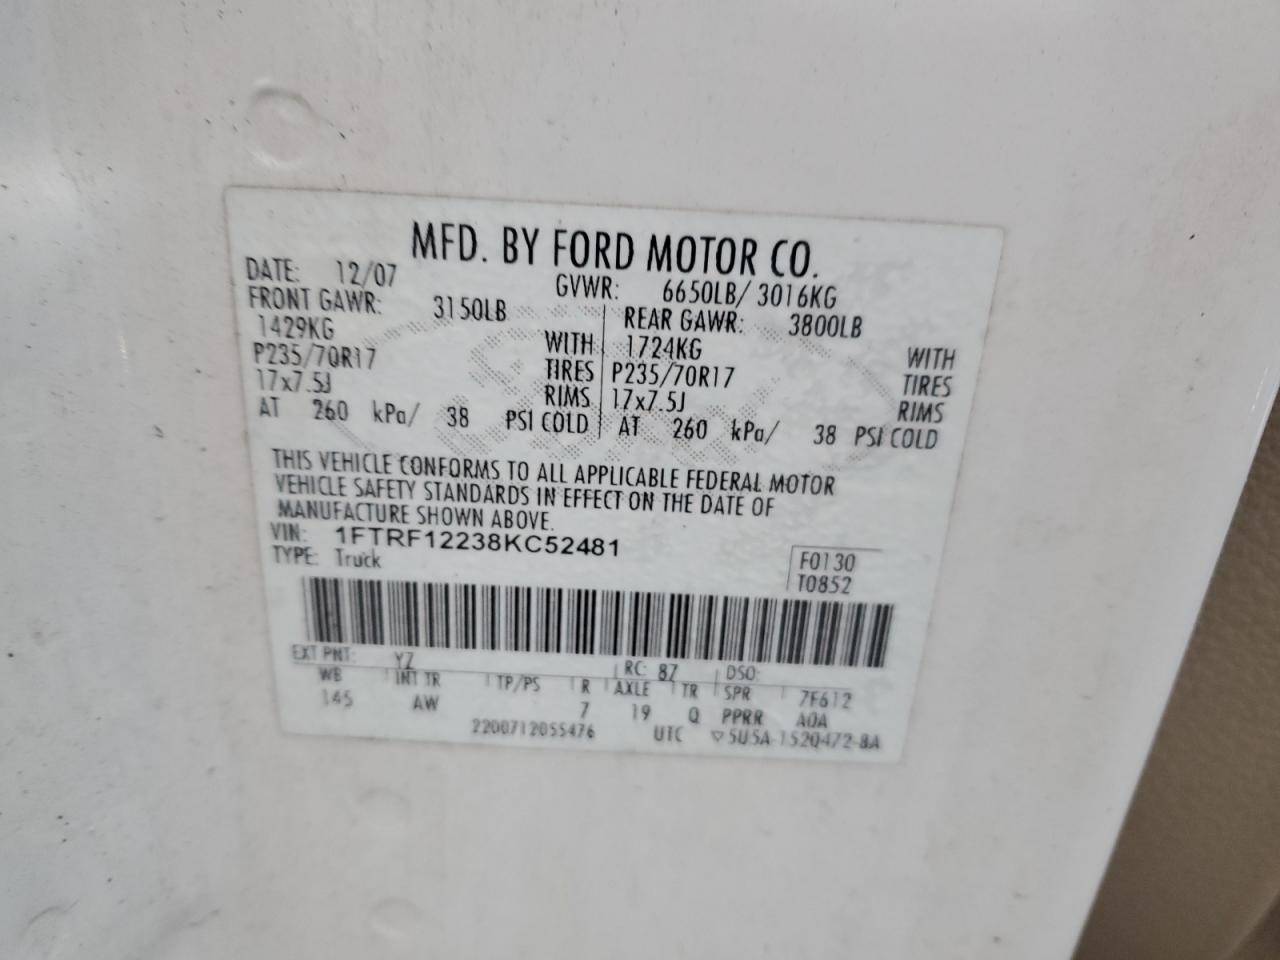 MFD. BY FORD MOTOR CO.
DATE: 12/07 GVWR: 6650LB/ 3016KG
FRONT GAWR: 3150LB REAR GAWR: 3800LB
1429KG WITH 1724KG WITH
P235/70R17 TIRES P235/70R17 TIRES
17x7.5J RIMS 17x7.5J RIMS
AT 260 kPa/ 38 PSI COLD AT 260 kPa/ 38 PSI COLD
THIS VEHICLE CONFORMS TO ALL APPLICABLE FEDERAL MOTOR
VEHICLE SAFETY STANDARDS IN EFFECT ON THE DATE OF
MANUFACTURE SHOWN ABOVE.
VIN: 1FTRF12238KC52481
TYPE: Truck F0130
T0852
EXT PNT: YZ RC: 87 DSO:
WB INT TR TP/PS R AXLE TR SPR 7F612
145 AW 7 19 Q PPRR A0A
2200712055476 UTC ▽5U5A-1520472-BA